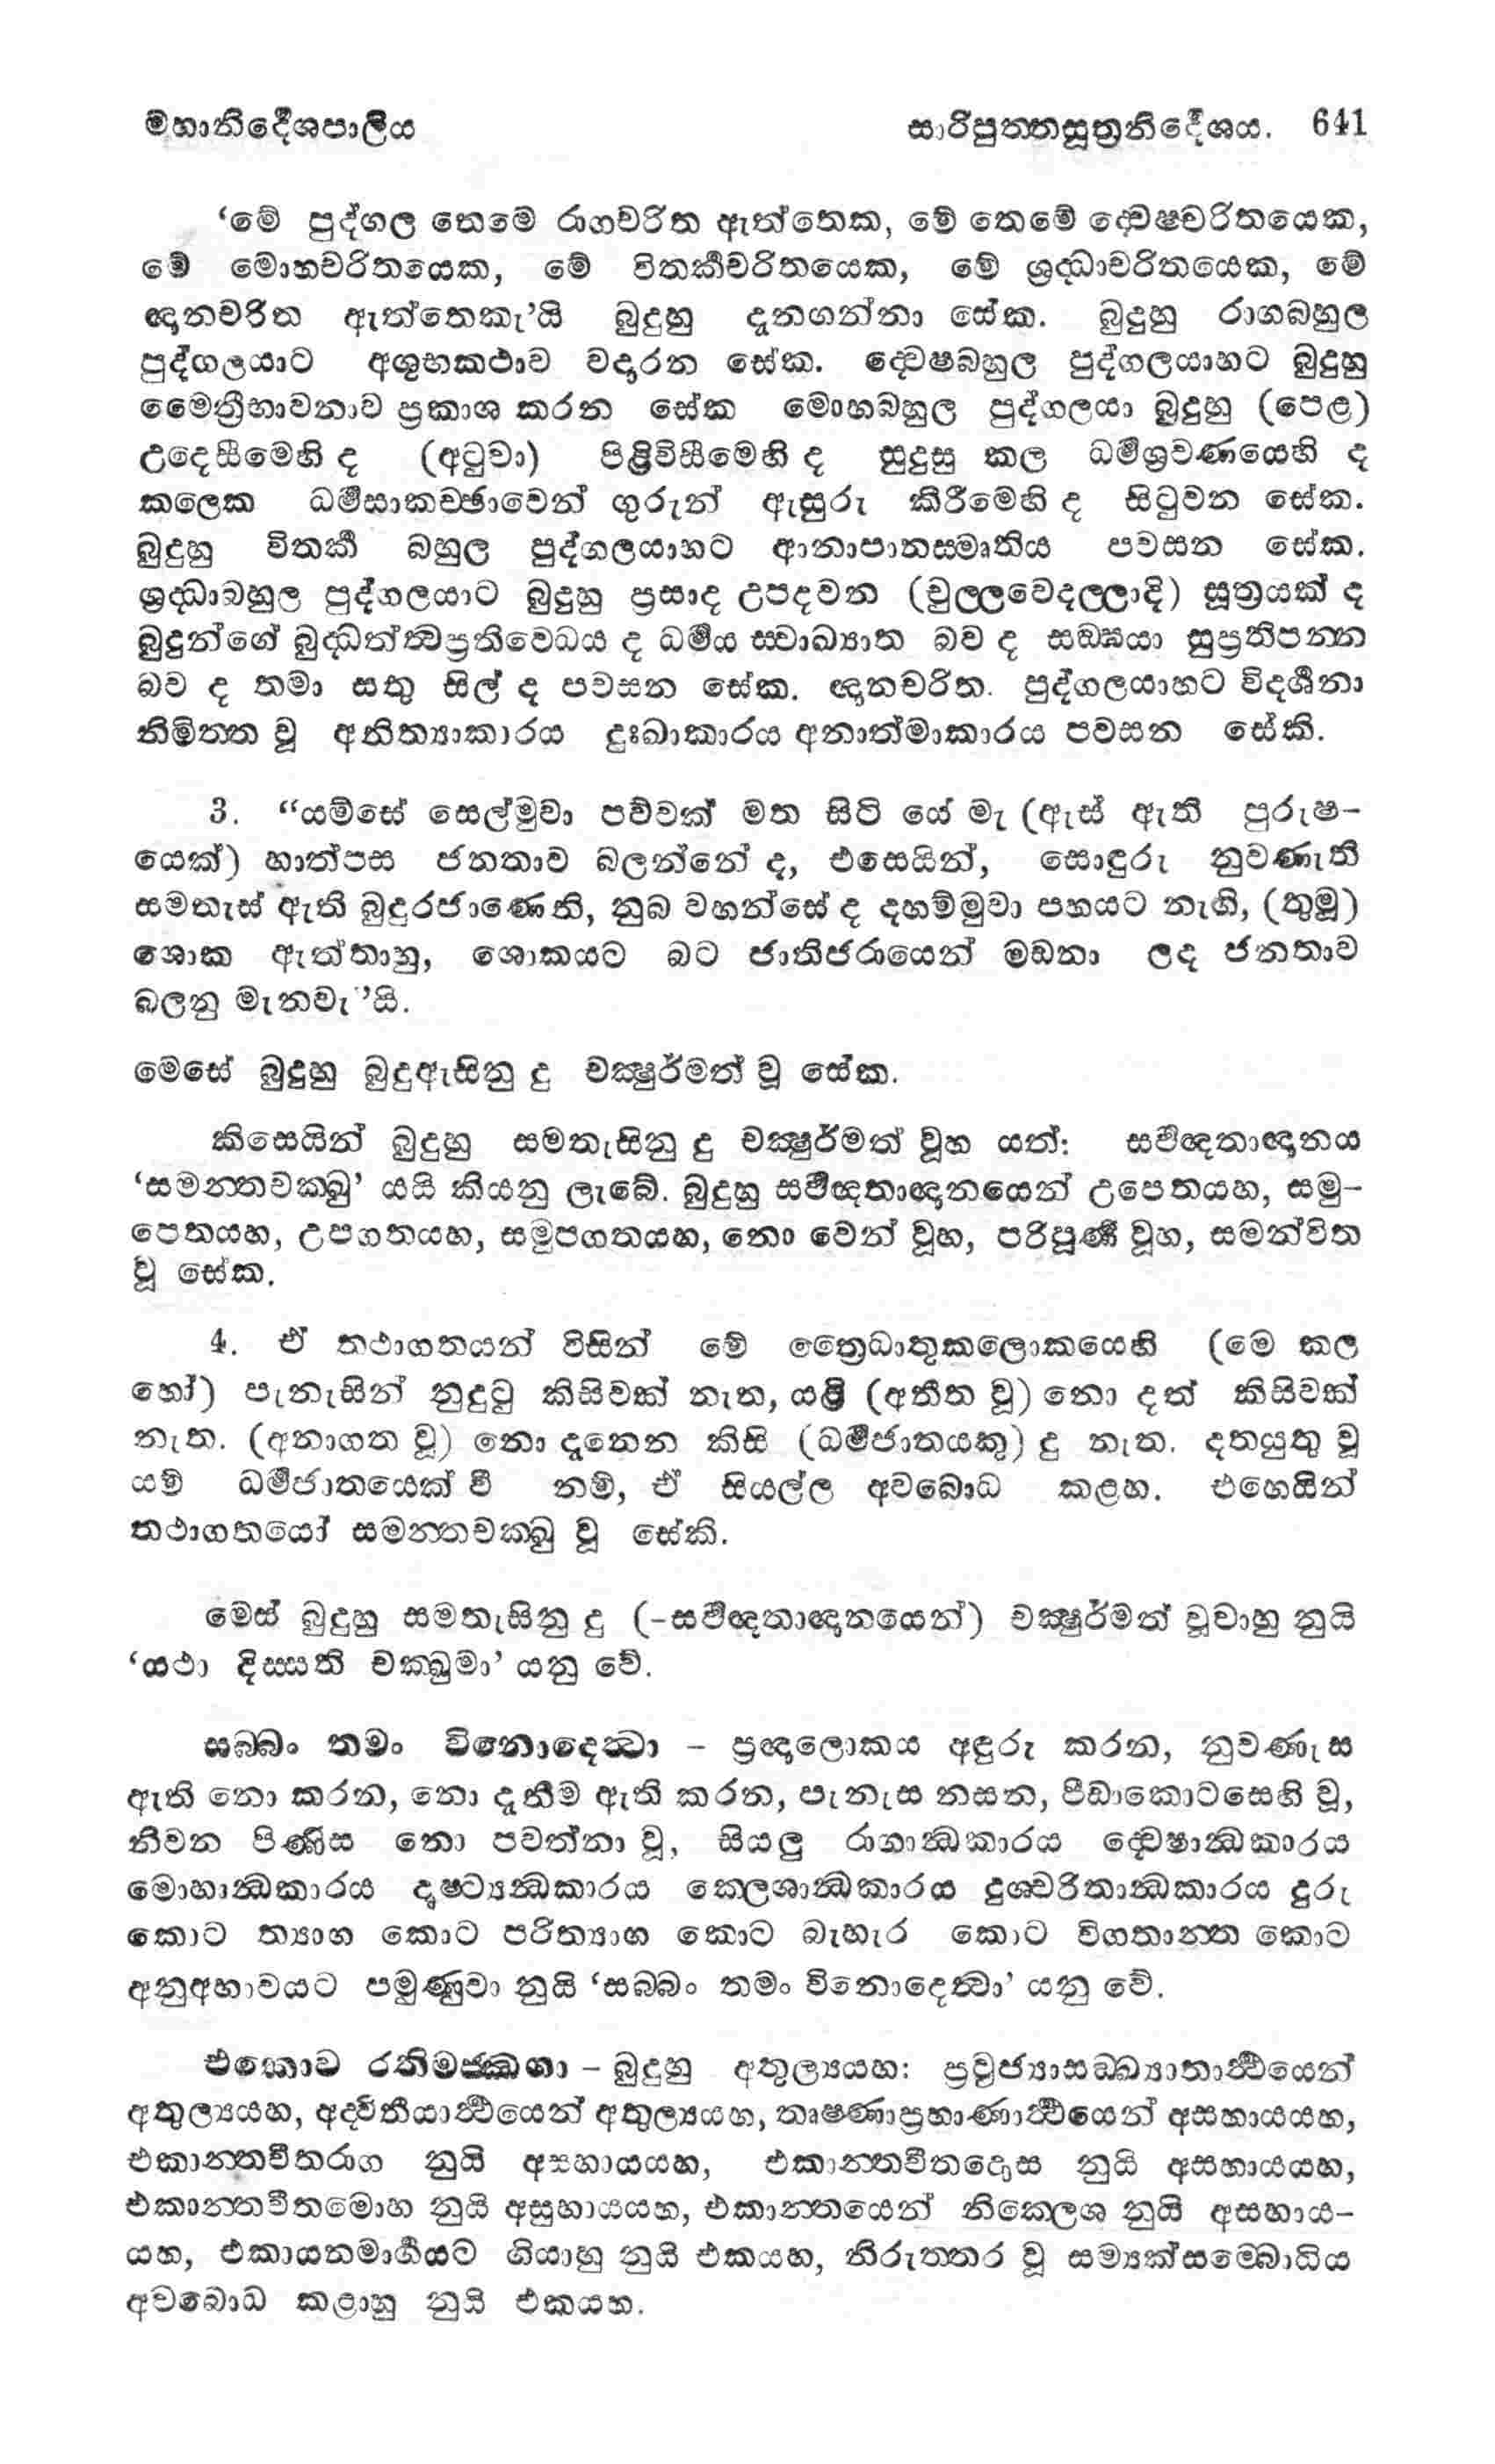 මහානිර්‍දෙශපාලිය සාරිපුත්තසූත්‍රනිර්‍දෙශය. 641
‘මේ පුද්ගල තෙමෙ රාගචරිත ඇත්තෙක, මේ තෙමේ ද්වෙෂචරිතයෙක,
මේ මොහචරිතයෙක, මේ විතර්‍කචරිතයෙක, මේ ශ්‍රද්ධාචරිතයෙක, මේ
ඥානචරිත ඇත්තෙකැ’යි බුදුහු දැනගන්නා සේක. බුදුහු රාගබහුල
පුද්ගලයාට අශුභකථාව වදාරන සේක. ද්වෙෂබහුල පුද්ගලයාහට බුදුහු
මෛත්‍රීභාවනාව ප්‍රකාශ කරන සේක මොහබහුල පුද්ගලයා බුදුහු (පෙළ)
උදෙසීමෙහි ද (අටුවා) පිළිවිසීමෙහි ද සුදුසු කල ධර්‍මශ්‍රවණයෙහි ද
කලෙක ධර්‍මසාකච්ඡාවෙන් ගුරුන් ඇසුරු කිරීමෙහි ද සිටුවන සේක.
බුදුහු විතර්‍ක බහුල පුද්ගලයාහට ආනාපානස්මෘතිය පවසන සේක.
ශ්‍රද්ධාබහුල පුද්ගලයාට බුදුහු ප්‍රසාද උපදවන (චුල්ලවෙදල්ලාදි) සූත්‍රයක් ද
බුදුන්ගේ බුද්ධත්ත්වප්‍රතිවෙධය ද ධර්‍මය ස්වාඛ්‍යාත බව ද සඞ්ඝයා සුප්‍රතිපන්න
බව ද තමා සතු සිල් ද පවසන සේක. ඥානචරිත පුද්ගලයාහට විදර්‍ශනා
නිමිත්ත වූ අනිත්‍යාකාරය දුඃඛාකාරය අනාත්මාකාරය පවසන සේකි.
3. “යම්සේ සෙල්මුවා පව්වක් මත සිටි යේ මැ (ඇස් ඇති පුරුෂ-
යෙක්) හාත්පස ජනතාව බලන්නේ ද, එසෙයින්, සොඳුරු නුවණැති
සමතැස් ඇති බුදුරජාණෙනි, නුබ වහන්සේ ද දහම්මුවා පහයට නැගි, (තුමූ)
ශොක ඇත්තාහු, ශොකයට බට ජාතිජරායෙන් මඩනා ලද ජනතාව
බලනු මැනවැ”යි.
මෙසේ බුදුහු බුදුඇසිනු දු චක්‍ෂුර්මත් වූ සේක.
කිසෙයින් බුදුහු සමතැසිනු දු චක්‍ෂුර්මත් වූහ යත්: සර්‍වඥතාඥානය
‘සමන්තචක්ඛු’ යයි කියනු ලැබේ. බුදුහු සර්‍වඥතාඥානයෙන් උපෙතයහ, සමු-
පෙතයහ, උපගතයහ, සමුපගතයහ, නො වෙන් වූහ, පරිපූර්‍ණ වූහ, සමන්විත
වූ සේක.
4. ඒ තථාගතයන් විසින් මේ ත්‍රෛධාතුකලොකයෙහි (මෙ කල
හෝ) පැනැසින් නුදුටු කිසිවක් නැත, යළි (අතීත වූ) නො දත් කිසිවක්
නැත. (අනාගත වූ) නො දැනෙන කිසි (ධර්‍මජාතයකු) දු නැත. දතයුතු වූ
යම් ධර්‍මජාතයෙක් වී නම්, ඒ සියල්ල අවබොධ කළහ. එහෙයින්
තථාගතයෝ සමන්තචක්ඛු වූ සේකි.
මෙස් බුදුහු සමතැසිනු දු (-සර්‍වඥතාඥානයෙන්) චක්‍ෂුර්මත් වූවාහු නුයි
‘යථා දිස්සති චක්ඛුමා’ යනු වේ.
සබ්බං තමං විනොදෙත්වා – ප්‍රඥාලොකය අඳුරු කරන, නුවණැස
ඇති නො කරන, නො දැනීම ඇති කරන, පැනැස නසන, පීඩාකොටසෙහි වූ,
නිවන පිණිස නො පවත්නා වූ, සියලු රාගාන්ධකාරය ද්වෙෂාන්ධකාරය
මොහාන්ධකාරය දෘෂ්ට්‍යන්ධකාරය ක්ලෙශාන්ධකාරය දුශ්චරිතාන්ධකාරය දුරු
කොට ත්‍යාග කොට පරිත්‍යාග කොට බැහැර කොට විගතාන්ත කොට
අනුඅභාවයට පමුණුවා නුයි ‘සබ්බං තමං විනොදෙත්වා’ යනු වේ.
එකොව රතිමජ්ඣගා – බුදුහු අතුල්‍යයහ: ප්‍රව්‍රජ්‍යාසඞ්ඛ්‍යාතාර්‍ථයෙන්
අතුල්‍යයහ, අද්විතීයාර්‍ථයෙන් අතුල්‍යයහ, තෘෂ්ණාප්‍රහාණාර්‍ථයෙන් අසහායයහ,
එකාන්තවීතරාග නුයි අසහායයහ, එකාන්තවීතදොස නුයි අසහායයහ,
එකාන්තවීතමොහ නුයි අසුහායයහ, එකාන්තයෙන් නික්ලෙශ නුයි අසහාය-
යහ, එකායනමාර්‍ගයට ගියාහු නුයි එකයහ, නිරුත්තර වූ සම්‍යක්සම්බොධිය
අවබොධ කළාහු නුයි එකයහ.